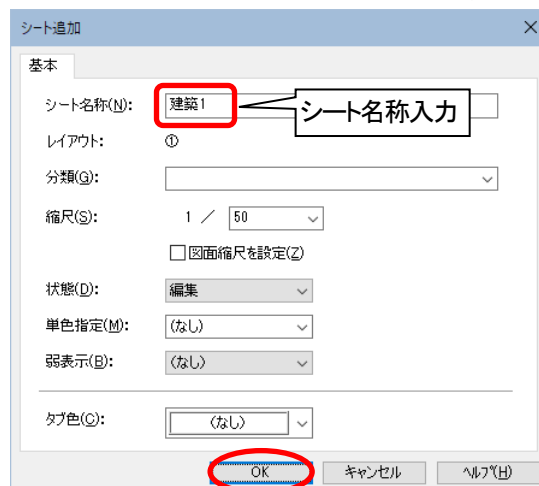 シート追加
基本
シート名称(N): 建築1
シート名称入力
レイアウト: ①
分類(G):
縮尺(S): 1 / 50
図面縮尺を設定(Z)
状態(D): 編集
単色指定(M): (なし)
弱表示(B): (なし)
タブ色(C): (なし)
OK キャンセル ヘルプ(H)